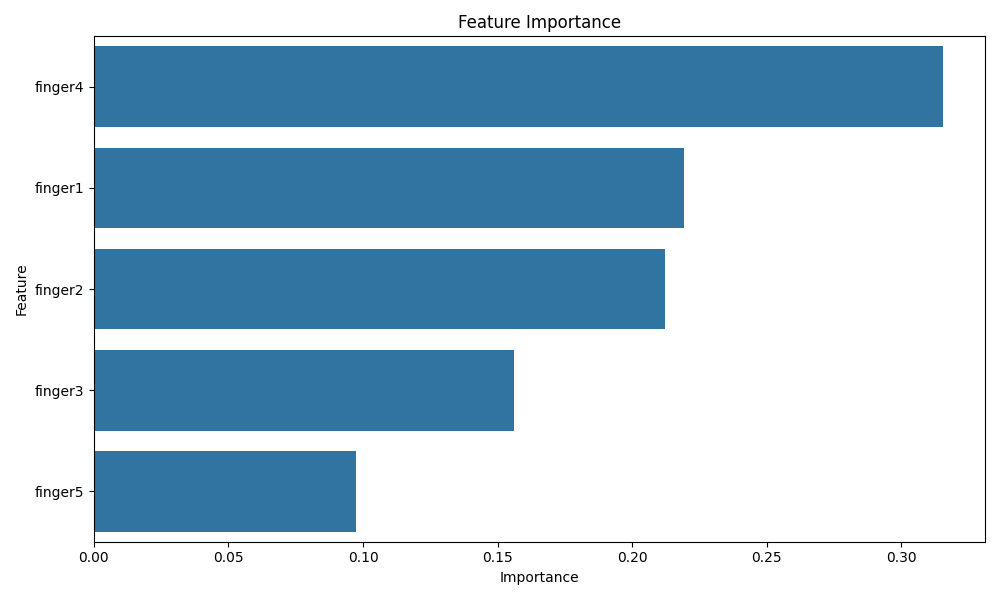 Feature Importance
finger4
finger1
finger2
finger3
finger5
Feature
0.00 0.05 0.10 0.15 0.20 0.25 0.30
Importance